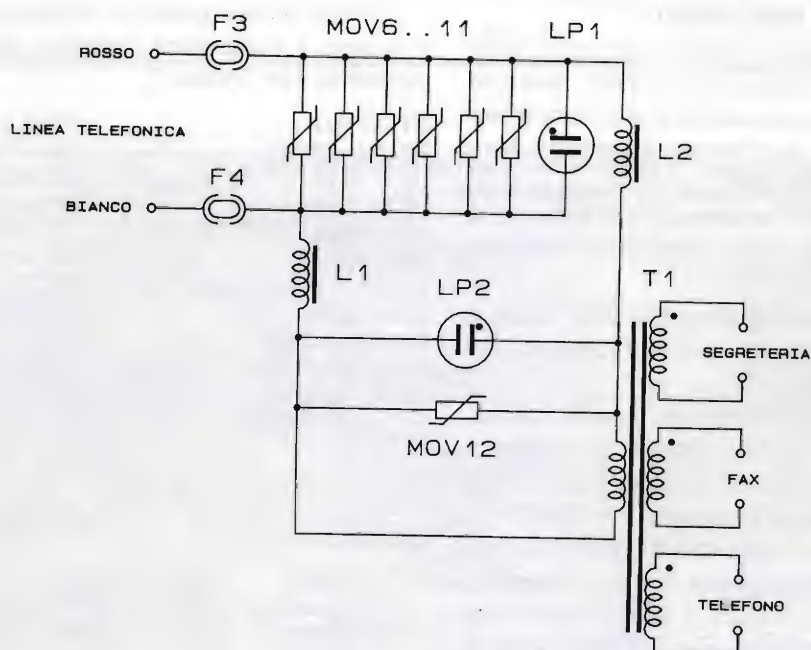 F3
MOV6..11
LP1
ROSSO
LINEA TELEFONICA
L2
F4
BIANCO
L1
LP2
T1
SEGRETERIA
MOV12
FAX
TELEFONO